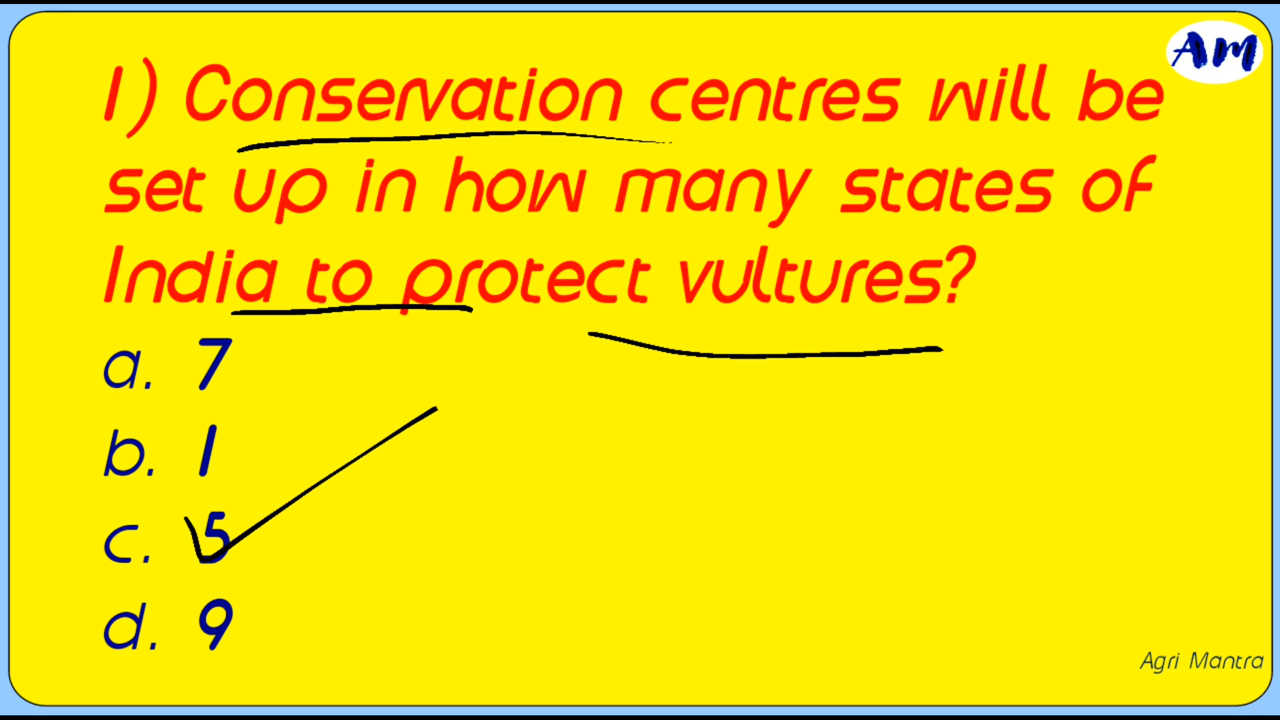 AM
1) Conservation centres will be
set up in how many states of
India to protect vultures?
a. 7
b. 1
c. 5
d. 9
Agri Mantra